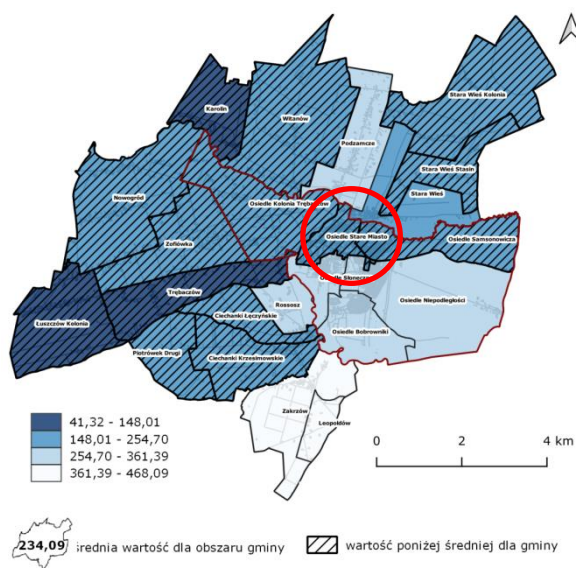 Karolin
Witanów
Stara Wieś Kolonia
Podzamcze
Stara Wieś Stasin
Nowogród
Stara Wieś
Osiedle Kolonia Trębaczów
Osiedle Stare Miasto
Osiedle Samsonowicza
Zofiówka
Osiedle Słoneczne
Trębaczów
Osiedle Niepodległości
Rossosz
Ciechanki Łęczyńskie
Luszczów Kolonia
Osiedle Bobrowniki
Piotrówek Drugi
Ciechanki Krzesimowskie
Zakrzów
Leopoldów
41,32 - 148,01
148,01 - 254,70
254,70 - 361,39
361,39 - 468,09
0 2 4 km
234,09 średnia wartość dla obszaru gminy
wartość poniżej średniej dla gminy